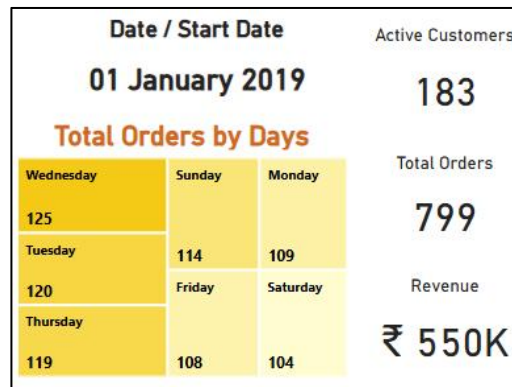 Date / Start Date
01 January 2019
Total Orders by Days
Wednesday
125
Tuesday
120
Thursday
119
Sunday
114
Monday
109
Friday
108
Saturday
104
Active Customers
183
Total Orders
799
Revenue
₹ 550K